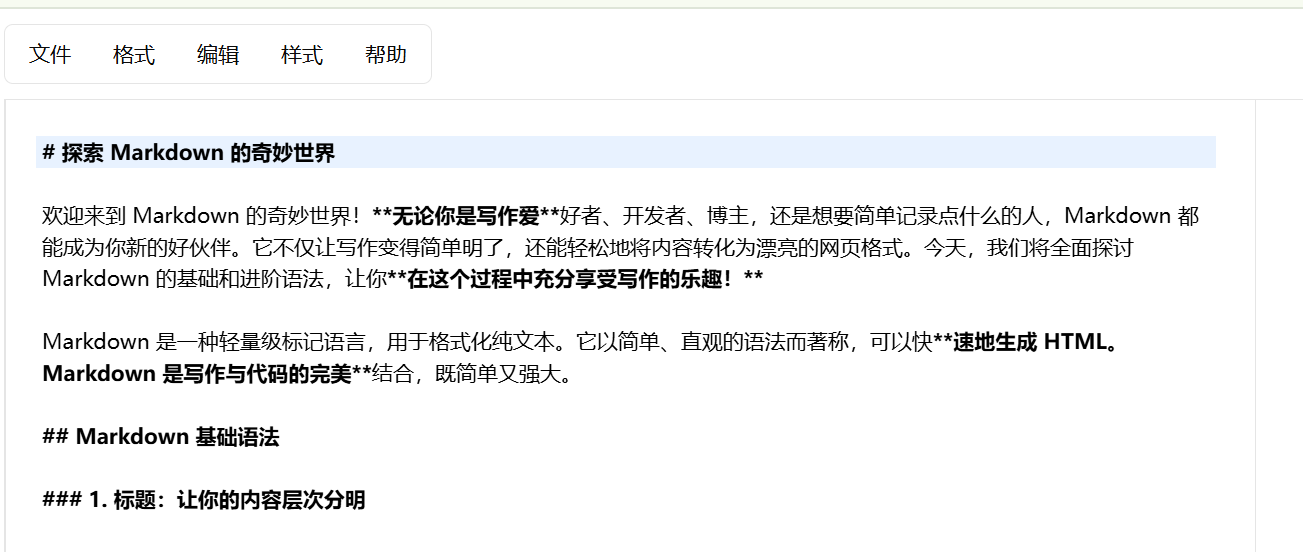 文件 格式 编辑 样式 帮助
# 探索 Markdown 的奇妙世界
欢迎来到 Markdown 的奇妙世界！**无论你是写作爱**好者、开发者、博主，还是想要简单记录点什么的人，Markdown 都
能成为你新的好伙伴。它不仅让写作变得简单明了，还能轻松地将内容转化为漂亮的网页格式。今天，我们将全面探讨
Markdown 的基础和进阶语法，让你**在这个过程中充分享受写作的乐趣！**
Markdown 是一种轻量级标记语言，用于格式化纯文本。它以简单、直观的语法而著称，可以快**速地生成 HTML。
Markdown 是写作与代码的完美**结合，既简单又强大。
## Markdown 基础语法
### 1. 标题：让你的内容层次分明